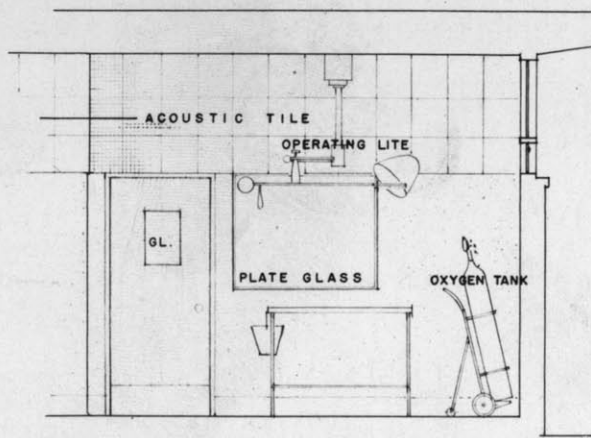 ACOUSTIC TILE
OPERATING LITE
GL.
PLATE GLASS
OXYGEN TANK